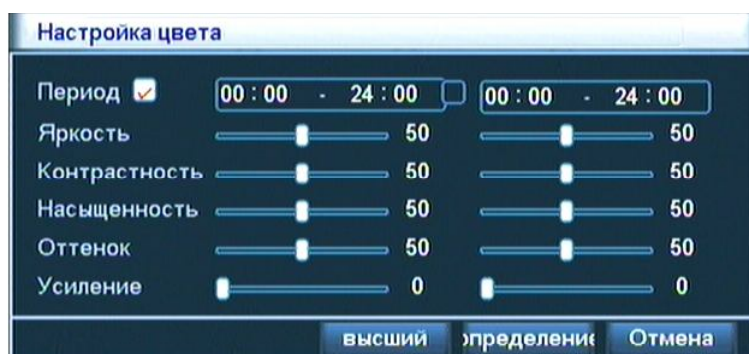 Настройка цвета
Период 00 : 00 - 24 : 00 00 : 00 - 24 : 00
Яркость 50 50
Контрастность 50 50
Насыщенность 50 50
Оттенок 50 50
Усиление 0 0
высший определение Отмена